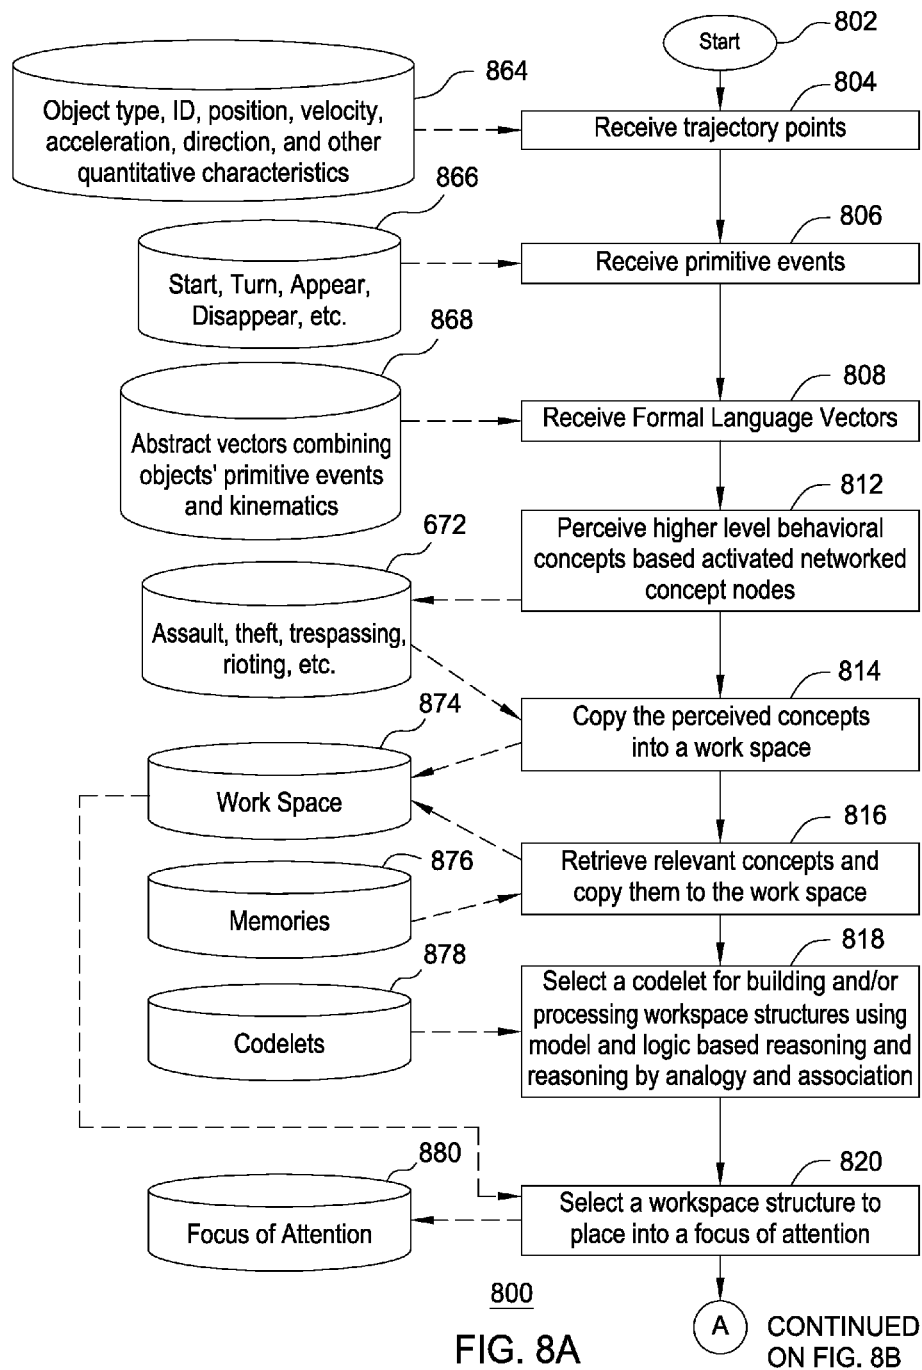 Start
802
864
Object type, ID, position, velocity,
acceleration, direction, and other
quantitative characteristics
804
Receive trajectory points
866
Start, Turn, Appear,
Disappear, etc.
806
Receive primitive events
868
Abstract vectors combining
objects' primitive events
and kinematics
808
Receive Formal Language Vectors
812
Perceive higher level behavioral
concepts based activated networked
concept nodes
672
Assault, theft, trespassing,
rioting, etc.
814
Copy the perceived concepts
into a work space
874
Work Space
816
Retrieve relevant concepts and
copy them to the work space
876
Memories
818
Select a codelet for building and/or
processing workspace structures using
model and logic based reasoning and
reasoning by analogy and association
878
Codelets
820
Select a workspace structure to
place into a focus of attention
880
Focus of Attention
800
FIG. 8A
A
CONTINUED
ON FIG. 8B